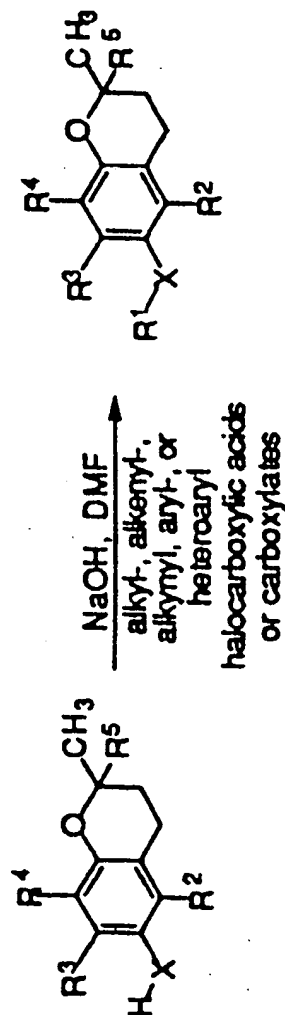 R⁴
R³
O
CH₃
R⁵
H
X
R²
NaOH, DMF
alkyl-, alkenyl-,
alkynyl, aryl-, or
heteroaryl
halocarboxylic acids
or carboxylates
R⁴
R³
O
CH₃
R⁵
R¹
X
R²